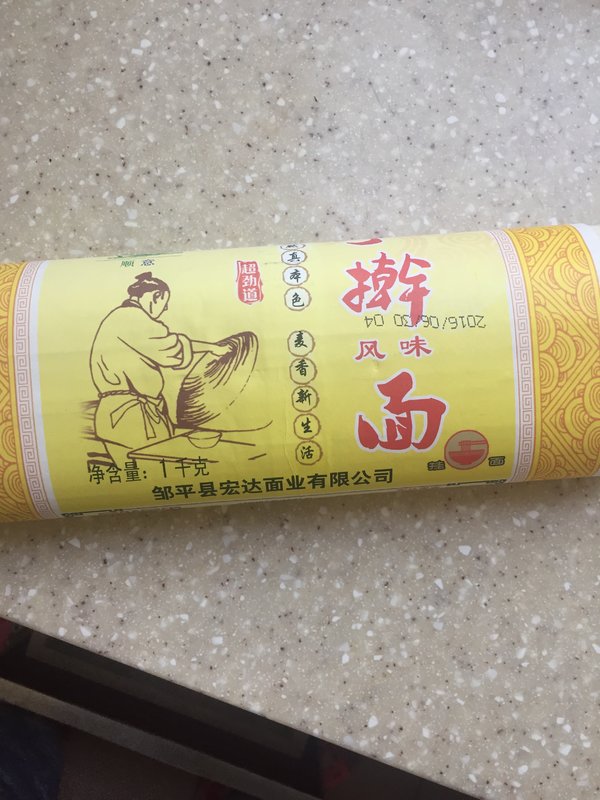 顺意
超劲道
真本色
麦香新生活
擀
风味
面
2016/06/30 04
挂面
净含量：1千克
邹平县宏达面业有限公司